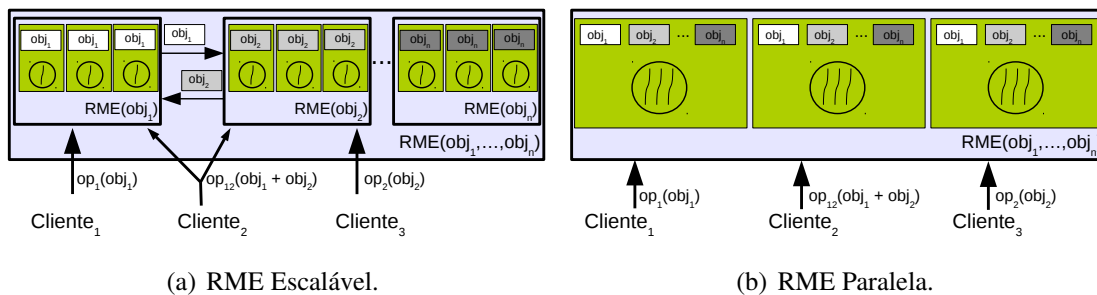 obj₁ obj₁ obj₁ obj₁ obj₂ obj₂ obj₂ ... objₙ objₙ objₙ
obj₂
RME(obj₁) RME(obj₂) RME(objₙ)
RME(obj₁,...,objₙ)
op₁(obj₁) op₁₂(obj₁ + obj₂) op₂(obj₂)
Cliente₁ Cliente₂ Cliente₃
(a) RME Escalável.
obj₁ obj₂ ... objₙ obj₁ obj₂ ... objₙ obj₁ obj₂ ... objₙ
RME(obj₁,...,objₙ)
op₁(obj₁) op₁₂(obj₁ + obj₂) op₂(obj₂)
Cliente₁ Cliente₂ Cliente₃
(b) RME Paralela.